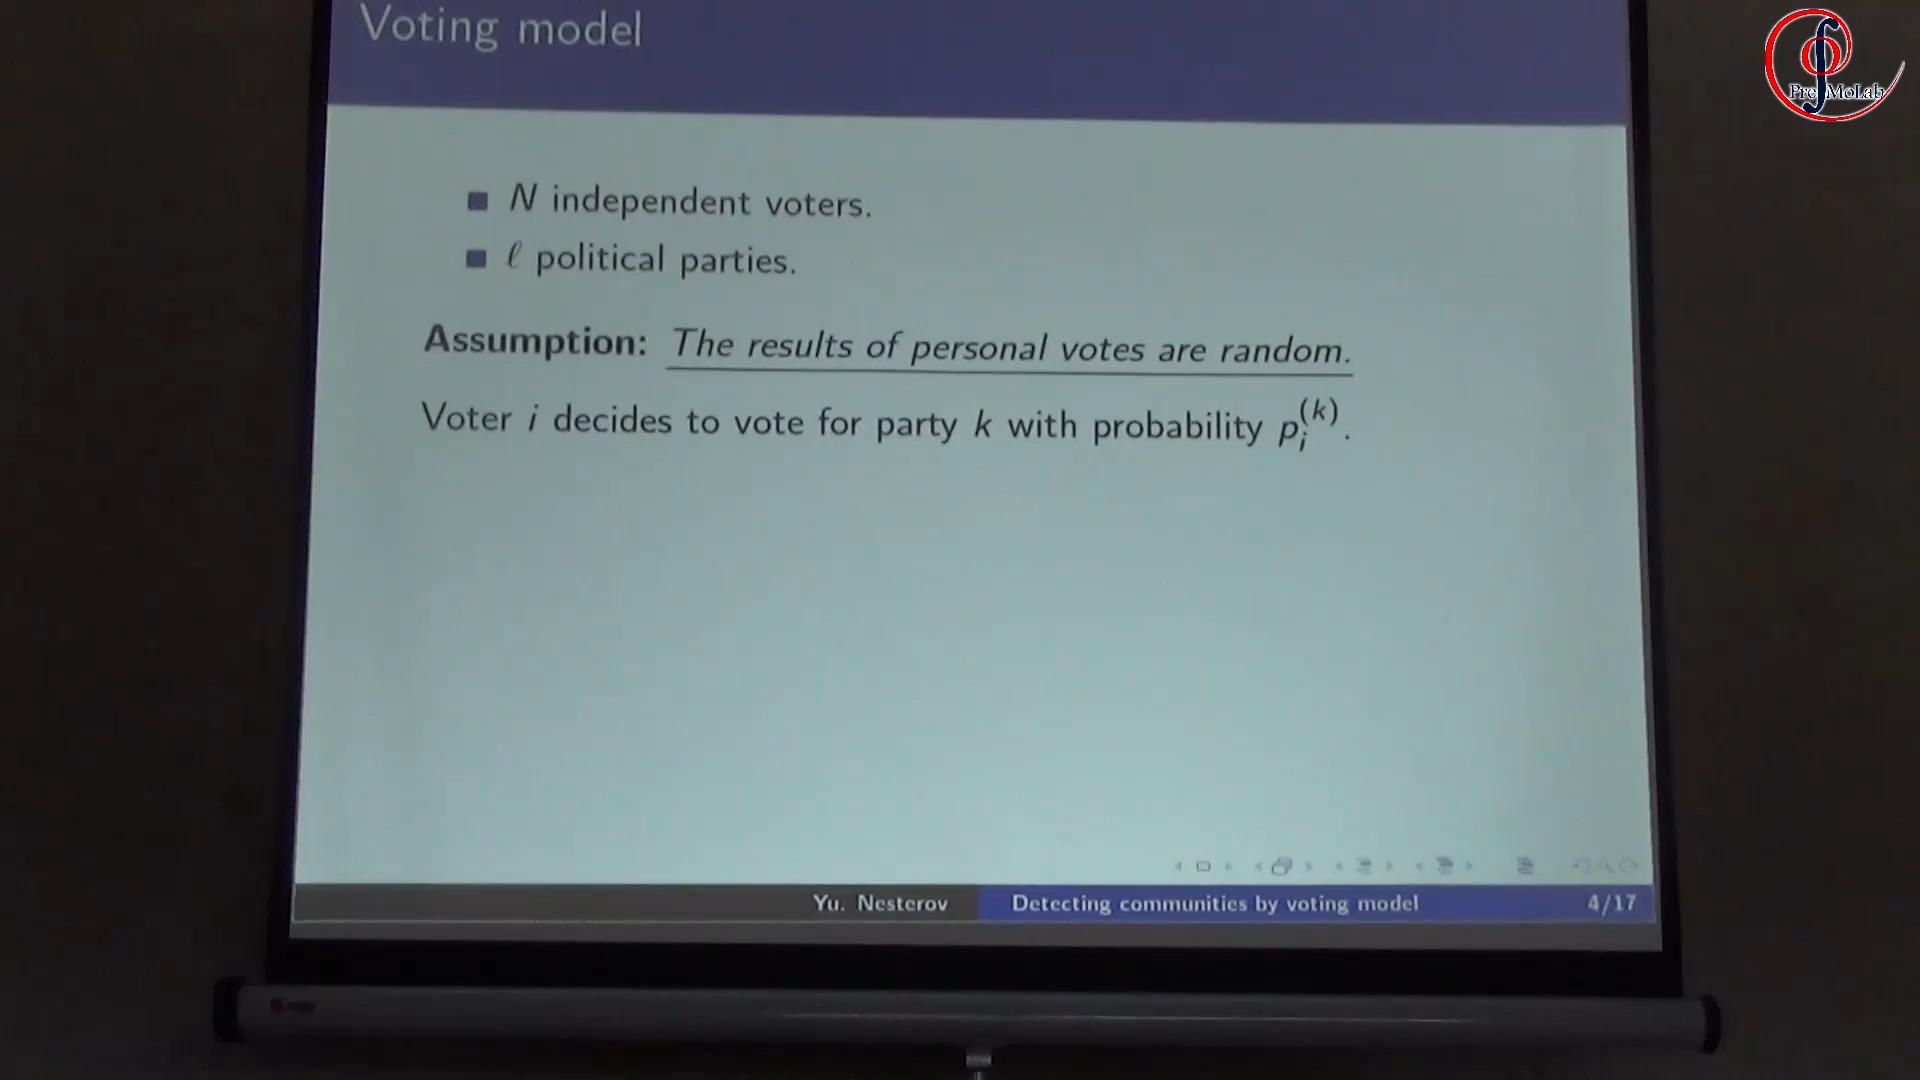 Voting model
PreMoLab
N independent voters.
ℓ political parties.
Assumption: The results of personal votes are random.
Voter i decides to vote for party k with probability p_i^(k).
Yu. Nesterov Detecting communities by voting model 4/17